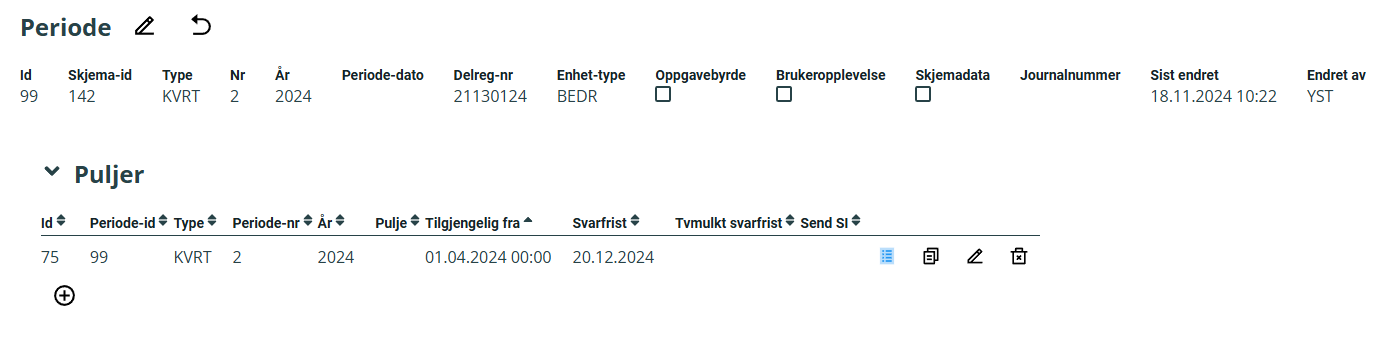 Periode
Id Skjema-id Type Nr År Periode-dato Delreg-nr Enhet-type Oppgavebyrde Brukeropplevelse Skjemadata Journalnummer Sist endret Endret av
99 142 KVRT 2 2024 21130124 BEDR 18.11.2024 10:22 YST
Puljer
Id Periode-id Type Periode-nr År Pulje Tilgjengelig fra Svarfrist Tvmulkt svarfrist Send SI
75 99 KVRT 2 2024 01.04.2024 00:00 20.12.2024